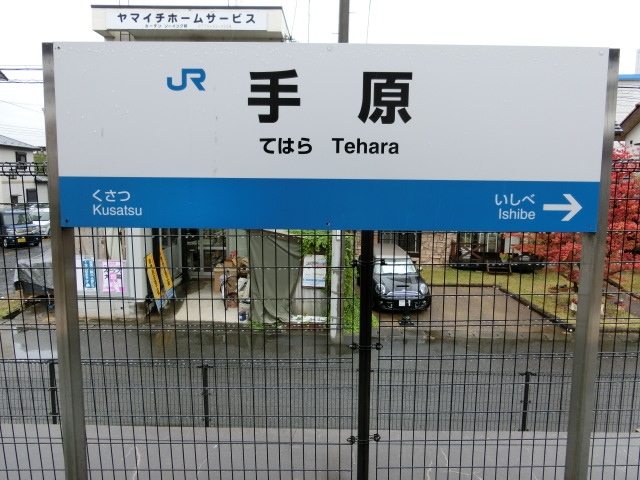 ヤマイチホームサービス
JR 手原
てはら Tehara
くさつ
Kusatsu
いしべ
Ishibe